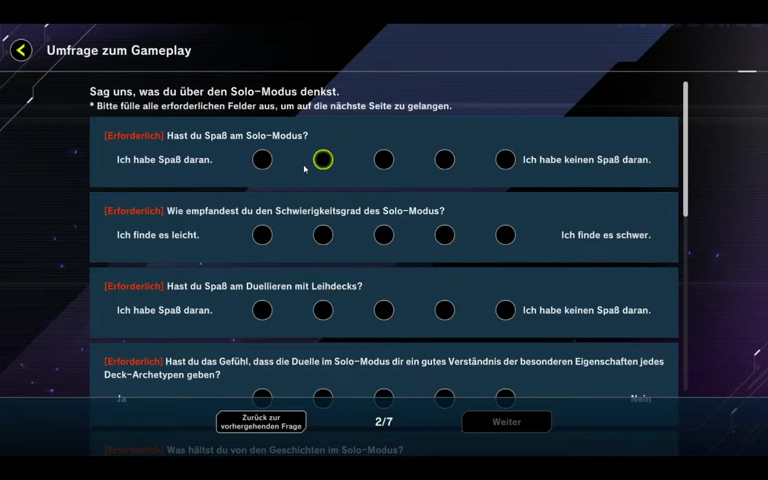 Umfrage zum Gameplay
Sag uns, was du über den Solo-Modus denkst.
* Bitte fülle alle erforderlichen Felder aus, um auf die nächste Seite zu gelangen.
[Erforderlich] Hast du Spaß am Solo-Modus?
Ich habe Spaß daran. Ich habe keinen Spaß daran.
[Erforderlich] Wie empfandest du den Schwierigkeitsgrad des Solo-Modus?
Ich finde es leicht. Ich finde es schwer.
[Erforderlich] Hast du Spaß am Duellieren mit Leihdecks?
Ich habe Spaß daran. Ich habe keinen Spaß daran.
[Erforderlich] Hast du das Gefühl, dass die Duelle im Solo-Modus dir ein gutes Verständnis der besonderen Eigenschaften jedes
Deck-Archetypen geben?
Ja Nein
Zurück zur
vorhergehenden Frage
2/7
Weiter
[Erforderlich] Was hältst du von den Geschichten im Solo-Modus?